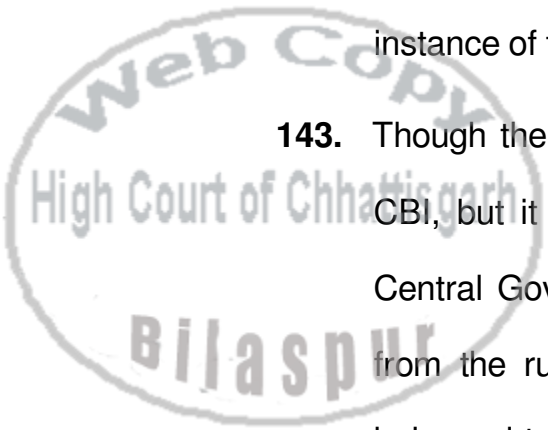 instance of
143. Though the
CBI, but it
Central Gov
from the ru
Web Copy
High Court of Chhattisgarh
Bilaspur